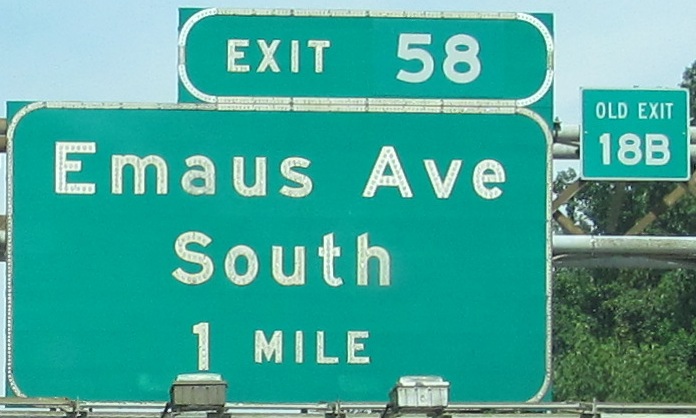 EXIT 58
OLD EXIT
18B
Emaus Ave
South
1 MILE